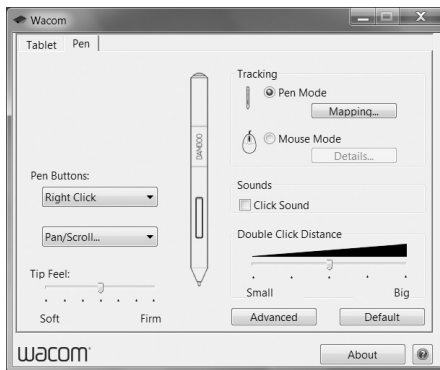 Wacom
Tablet Pen
Tracking
Pen Mode
Mapping...
Mouse Mode
Details...
BAMBOO
Pen Buttons:
Right Click
Pan/Scroll...
Sounds
Click Sound
Double Click Distance
Small Big
Tip Feel:
Soft Firm
Advanced Default
wacom
About ?